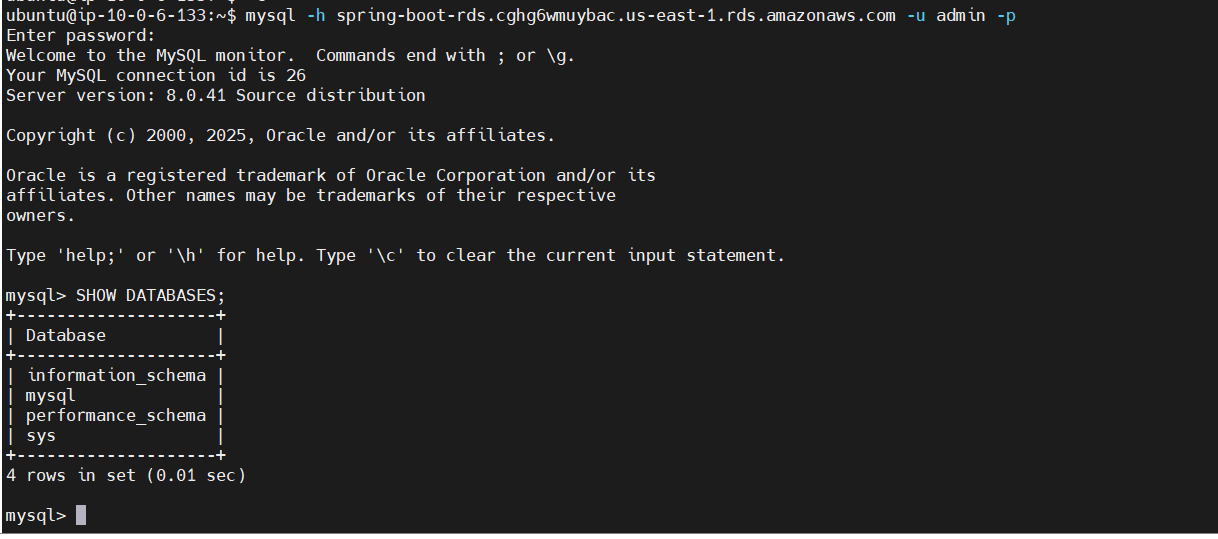 ubuntu@ip-10-0-6-133:~$ mysql -h spring-boot-rds.cghg6wmuybac.us-east-1.rds.amazonaws.com -u admin -p
Enter password:
Welcome to the MySQL monitor.  Commands end with ; or \g.
Your MySQL connection id is 26
Server version: 8.0.41 Source distribution

Copyright (c) 2000, 2025, Oracle and/or its affiliates.

Oracle is a registered trademark of Oracle Corporation and/or its
affiliates. Other names may be trademarks of their respective
owners.

Type 'help;' or '\h' for help. Type '\c' to clear the current input statement.

mysql> SHOW DATABASES;
+--------------------+
| Database           |
+--------------------+
| information_schema |
| mysql              |
| performance_schema |
| sys                |
+--------------------+
4 rows in set (0.01 sec)

mysql>